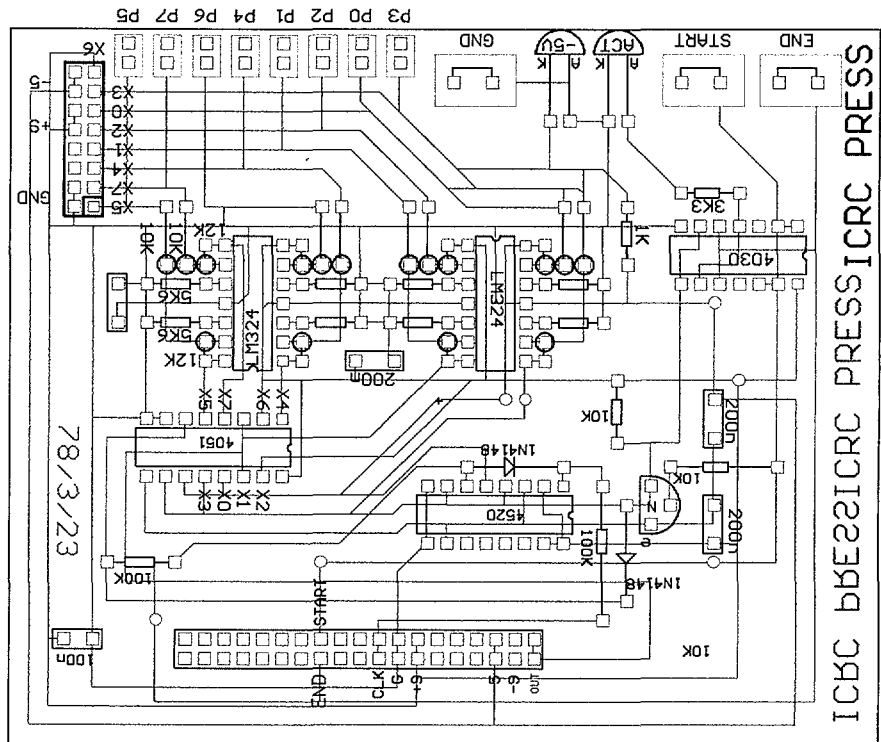 P5 P7 P6 P4 P1 P2 P0 P3
GND -5V ACT START END
K A K A
X6
-5
X3
X0
+9
X2
X1
X4
X7
GND
X5
3K3
10K 10K 12K
1K
4030
5K6
LM324
LM324
5K6
12K
200n
X5 X7 X6 X4
10K
200n
4051
1N4148
78/3/23
X3 X0 X1 X2
10K
4520
N
e
200n
100K
100K
1N4148
START
100n
10K
END CLK G +9 5 -9 OUT
ICRC PRESS ICRC PRESS ICRC PRESS